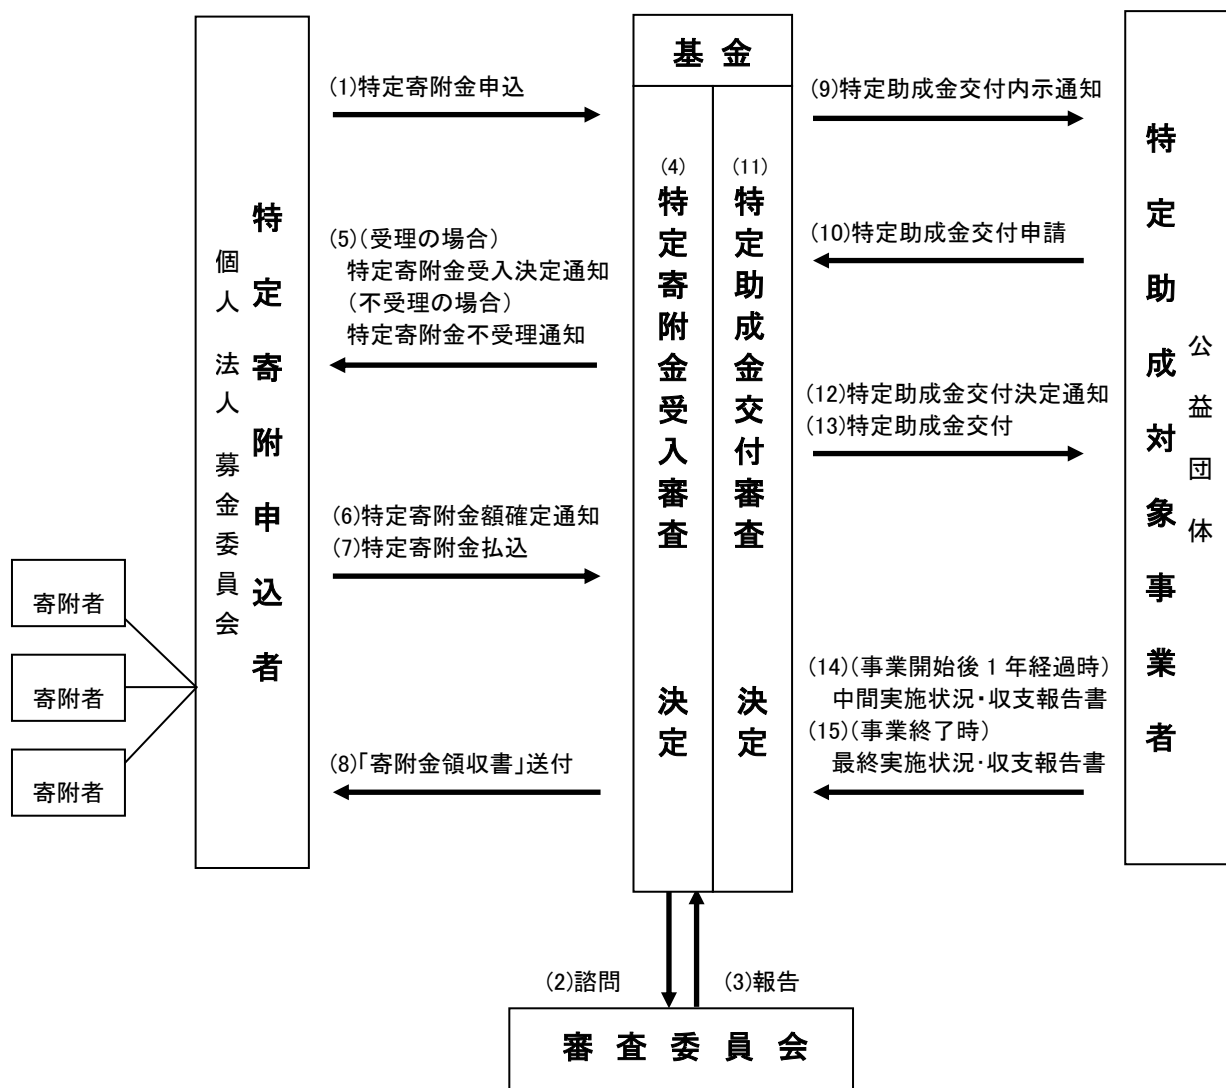 基金
(1)特定寄附金申込
(9)特定助成金交付内示通知
特定寄附申込者
個人 法人 募金委員会
(4)
特定寄附金受入審査 決定
(11)
特定助成金交付審査 決定
特定助成対象事業者
公益団体
(5)(受理の場合)
特定寄附金受入決定通知
(不受理の場合)
特定寄附金不受理通知
(10)特定助成金交付申請
(12)特定助成金交付決定通知
(13)特定助成金交付
(6)特定寄附金額確定通知
(7)特定寄附金払込
寄附者
寄附者
寄附者
(14)(事業開始後1年経過時)
中間実施状況・収支報告書
(15)(事業終了時)
最終実施状況・収支報告書
(8)「寄附金領収書」送付
(2)諮問
(3)報告
審査委員会